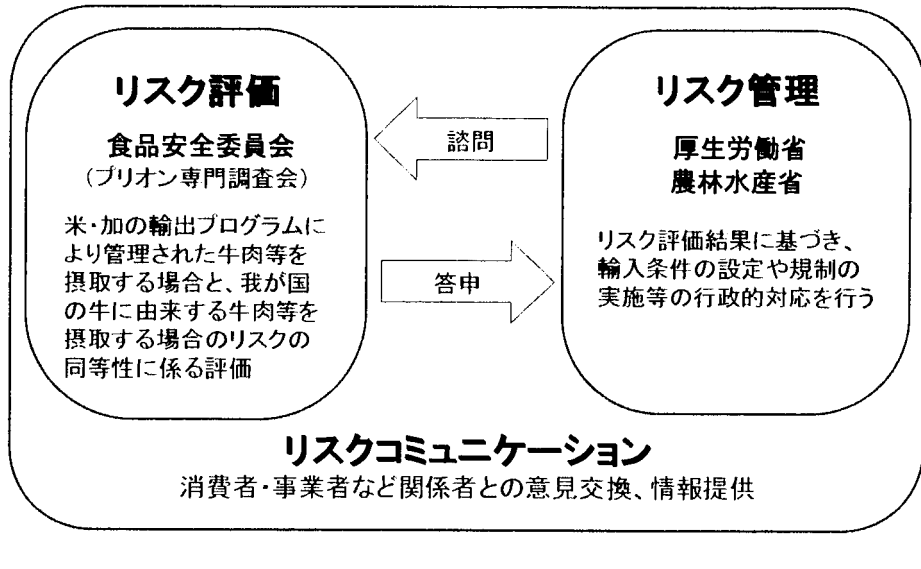 リスク評価
食品安全委員会
(プリオン専門調査会)
米・加の輸出プログラムに
より管理された牛肉等を
摂取する場合と、我が国
の牛に由来する牛肉等を
摂取する場合のリスクの
同等性に係る評価
諮問
答申
リスク管理
厚生労働省
農林水産省
リスク評価結果に基づき、
輸入条件の設定や規制の
実施等の行政的対応を行う
リスクコミュニケーション
消費者・事業者など関係者との意見交換、情報提供